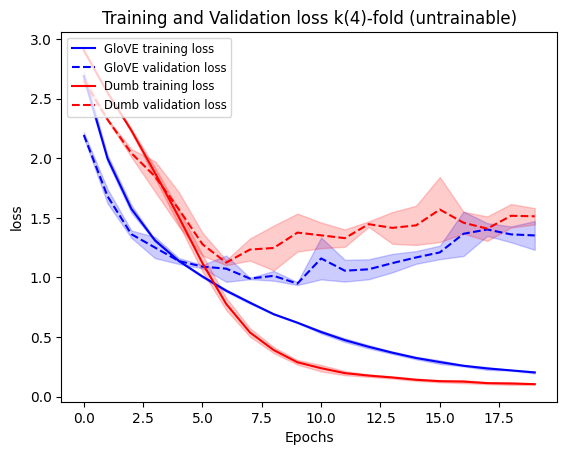 Training and Validation loss k(4)-fold (untrainable)
3.0
2.5
2.0
1.5
1.0
0.5
0.0
loss
GloVE training loss
GloVE validation loss
Dumb training loss
Dumb validation loss
0.0 2.5 5.0 7.5 10.0 12.5 15.0 17.5
Epochs